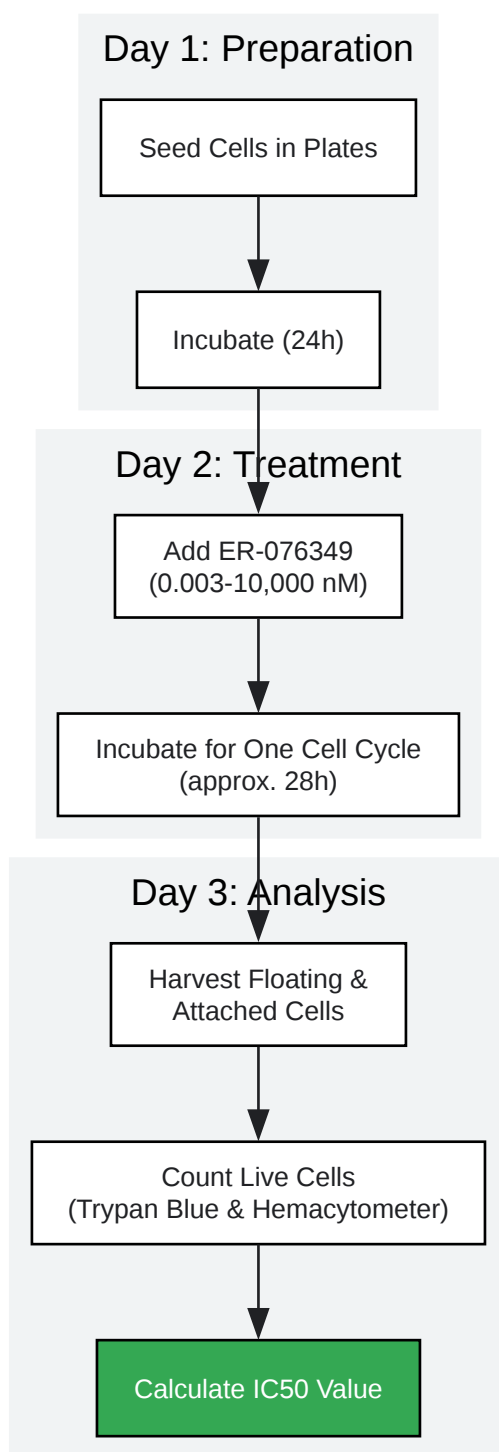 Day 1: Preparation
Seed Cells in Plates
Incubate (24h)
Day 2: Treatment
Add ER-076349
(0.003-10,000 nM)
Incubate for One Cell Cycle
(approx. 28h)
Day 3: Analysis
Harvest Floating &
Attached Cells
Count Live Cells
(Trypan Blue & Hemacytometer)
Calculate IC50 Value